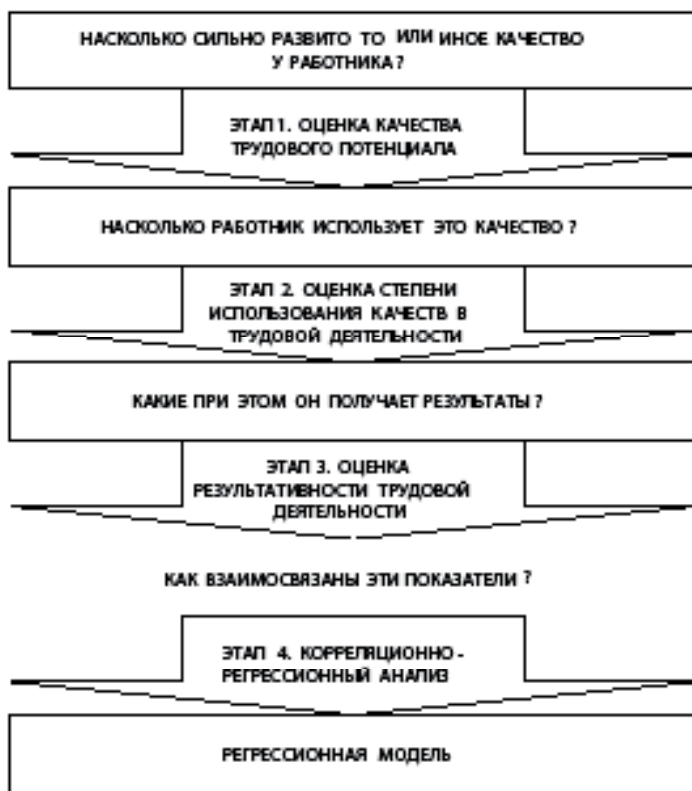 НАСКОЛЬКО СИЛЬНО РАЗВИТО ТО ИЛИ ИНОЕ КАЧЕСТВО
У РАБОТНИКА?
ЭТАП 1. ОЦЕНКА КАЧЕСТВА
ТРУДОВОГО ПОТЕНЦИАЛА
НАСКОЛЬКО РАБОТНИК ИСПОЛЬЗУЕТ ЭТО КАЧЕСТВО ?
ЭТАП 2. ОЦЕНКА СТЕПЕНИ
ИСПОЛЬЗОВАНИЯ КАЧЕСТВ В
ТРУДОВОЙ ДЕЯТЕЛЬНОСТИ
КАКИЕ ПРИ ЭТОМ ОН ПОЛУЧАЕТ РЕЗУЛЬТАТЫ ?
ЭТАП 3. ОЦЕНКА
РЕЗУЛЬТАТИВНОСТИ ТРУДОВОЙ
ДЕЯТЕЛЬНОСТИ
КАК ВЗАИМОСВЯЗАНЫ ЭТИ ПОКАЗАТЕЛИ ?
ЭТАП 4. КОРРЕЛЯЦИОННО -
РЕГРЕССИОННЫЙ АНАЛИЗ
РЕГРЕССИОННАЯ МОДЕЛЬ